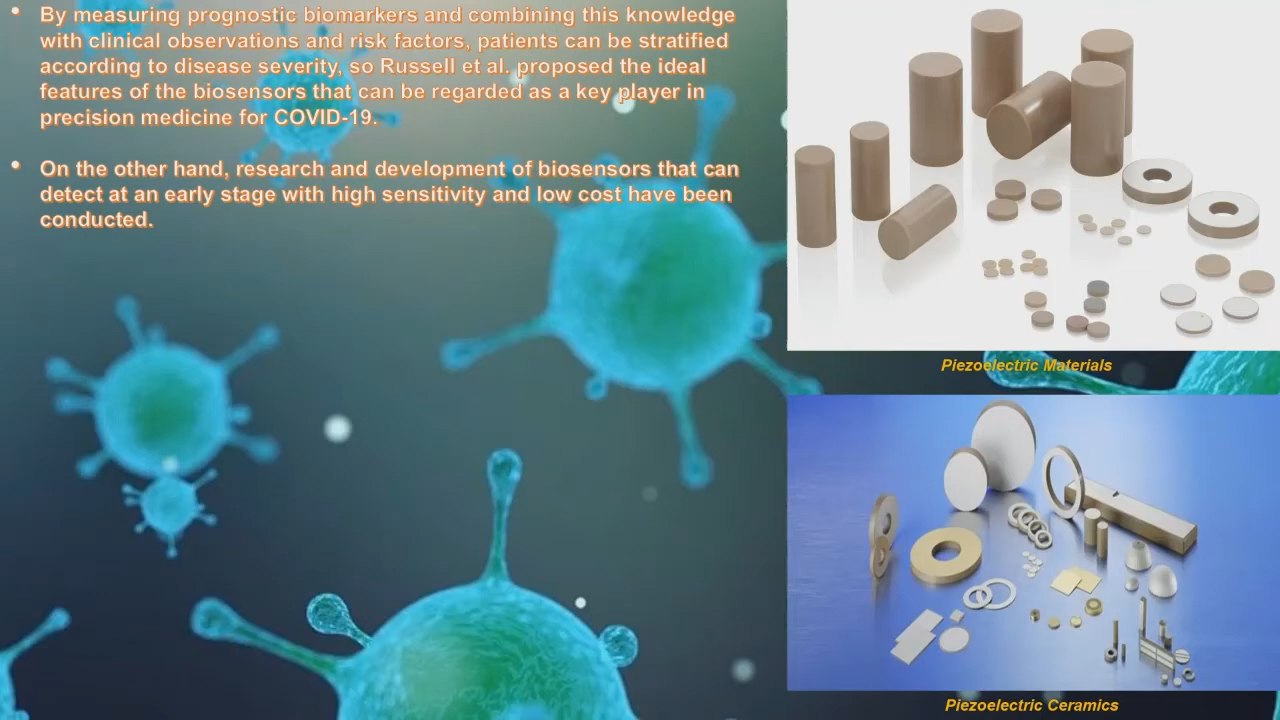 • By measuring prognostic biomarkers and combining this knowledge
with clinical observations and risk factors, patients can be stratified
according to disease severity, so Russell et al. proposed the ideal
features of the biosensors that can be regarded as a key player in
precision medicine for COVID-19.
• On the other hand, research and development of biosensors that can
detect at an early stage with high sensitivity and low cost have been
conducted.
Piezoelectric Materials
Piezoelectric Ceramics